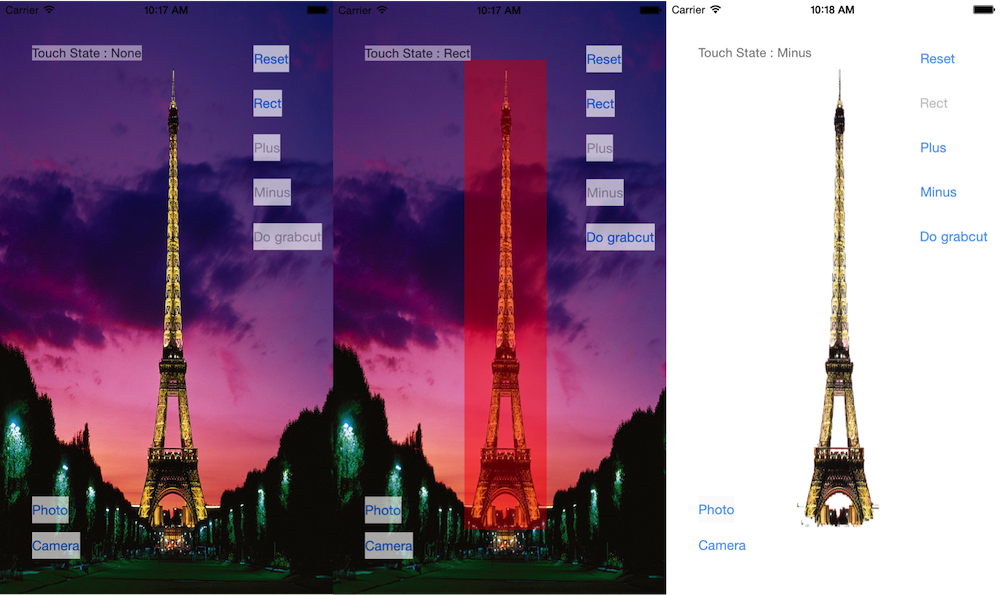 Carrier 10:17 AM
Touch State : None
Reset
Rect
Plus
Minus
Do grabcut
Photo
Camera
Carrier 10:17 AM
Touch State : Rect
Reset
Rect
Plus
Minus
Do grabcut
Photo
Camera
Carrier 10:18 AM
Touch State : Minus
Reset
Rect
Plus
Minus
Do grabcut
Photo
Camera